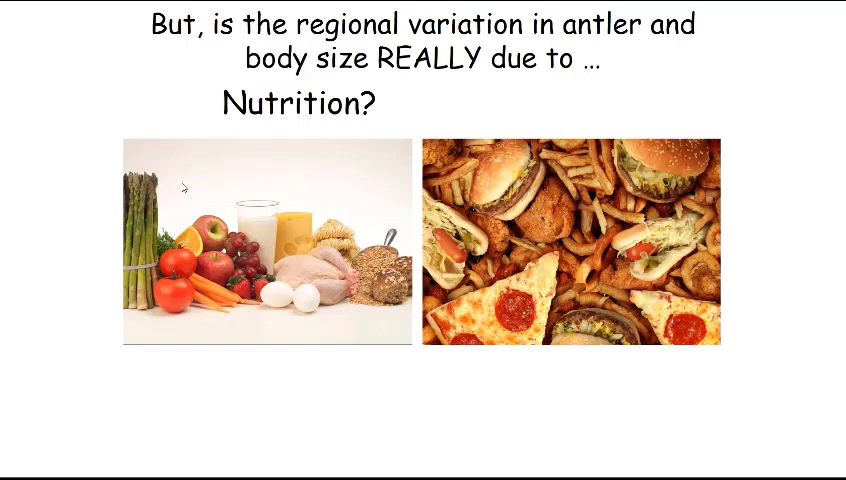 But, is the regional variation in antler and
body size REALLY due to ...
Nutrition?